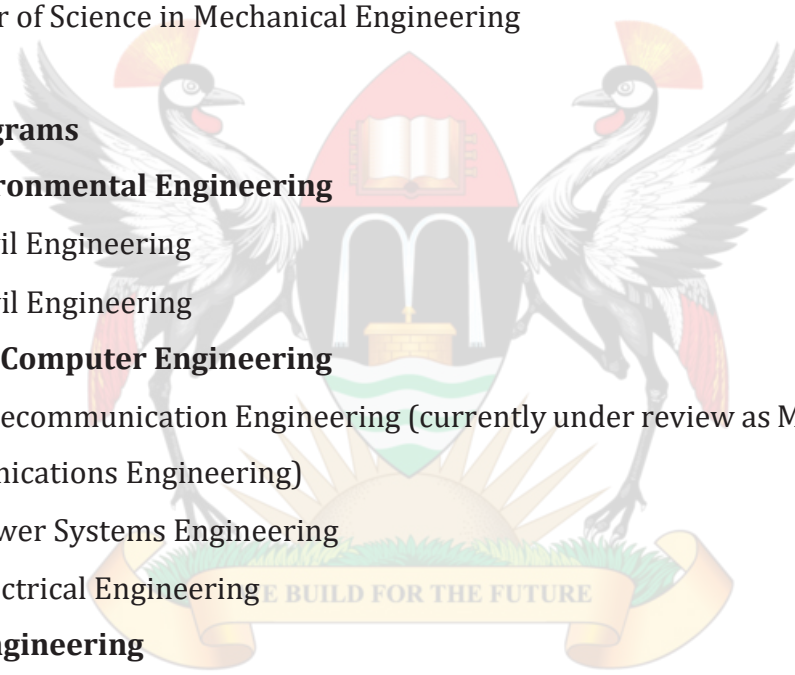 r of Science in Mechanical Engineering
grams
ronmental Engineering
il Engineering
il Engineering
Computer Engineering
ecommunication Engineering (currently under review as M
nications Engineering)
wer Systems Engineering
ctrical Engineering
E BUILD FOR THE FUTURE
ngineering